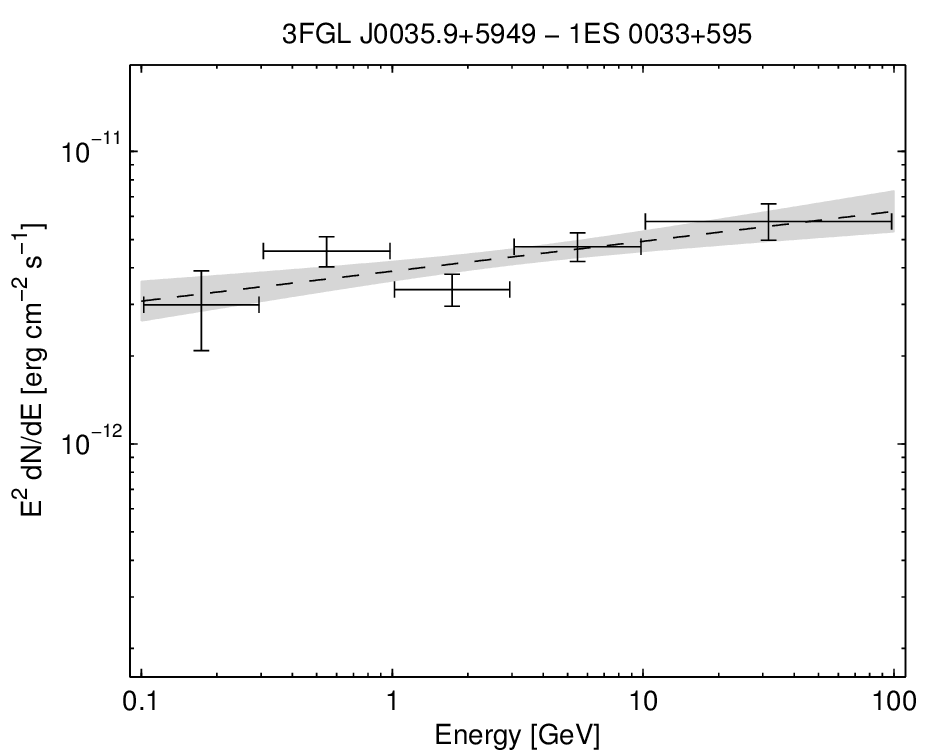 3FGL J0035.9+5949 − 1ES 0033+595
10⁻¹¹
10⁻¹²
E² dN/dE [erg cm⁻² s⁻¹]
0.1 1 10 100
Energy [GeV]